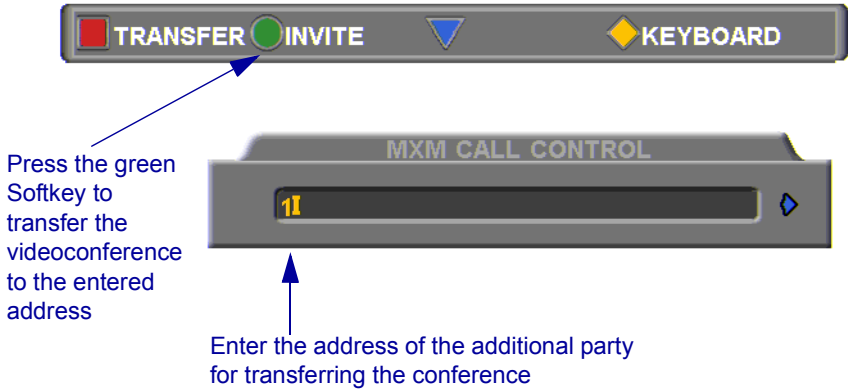 TRANSFER INVITE KEYBOARD
MXM CALL CONTROL
1
Press the green
Softkey to
transfer the
videoconference
to the entered
address
Enter the address of the additional party
for transferring the conference